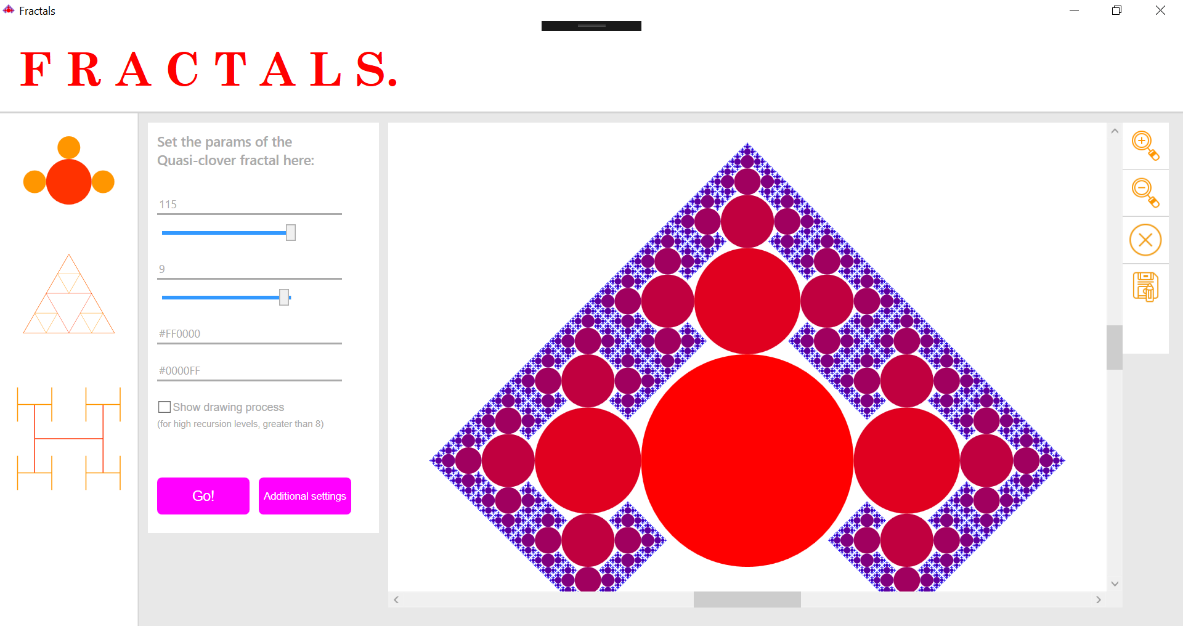 Fractals
F R A C T A L S.
Set the params of the
Quasi-clover fractal here:
115
9
#FF0000
#0000FF
Show drawing process
(for high recursion levels, greater than 8)
Go!
Additional settings